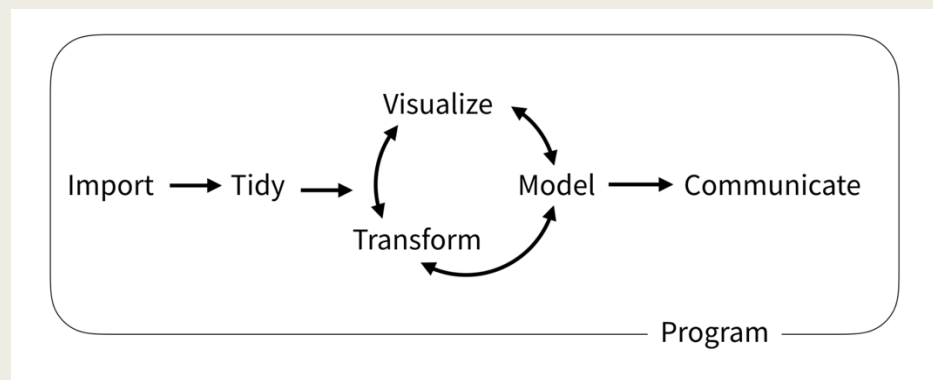 Visualize
Import
Tidy
Model
Communicate
Transform
Program